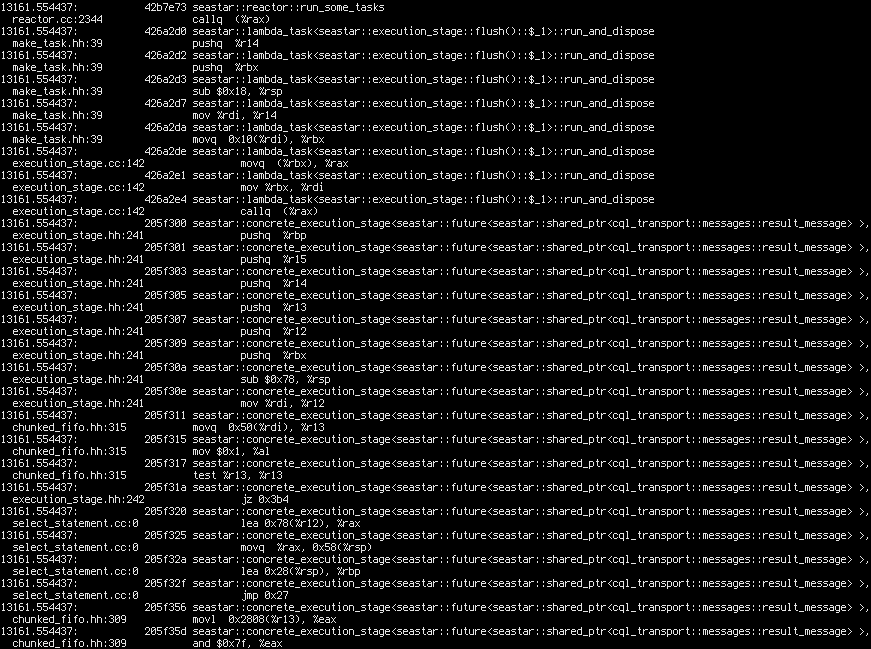 13161.554437: 42b7e73 seastar::reactor::run_some_tasks
reactor.cc:2344 callq (%rax)
13161.554437: 426a2d0 seastar::lambda_task<seastar::execution_stage::flush()::$_1>::run_and_dispose
make_task.hh:39 pushq %r14
13161.554437: 426a2d2 seastar::lambda_task<seastar::execution_stage::flush()::$_1>::run_and_dispose
make_task.hh:39 pushq %rbx
13161.554437: 426a2d3 seastar::lambda_task<seastar::execution_stage::flush()::$_1>::run_and_dispose
make_task.hh:39 sub $0x18, %rsp
13161.554437: 426a2d7 seastar::lambda_task<seastar::execution_stage::flush()::$_1>::run_and_dispose
make_task.hh:39 mov %rdi, %r14
13161.554437: 426a2da seastar::lambda_task<seastar::execution_stage::flush()::$_1>::run_and_dispose
make_task.hh:39 movq 0x10(%rdi), %rbx
13161.554437: 426a2de seastar::lambda_task<seastar::execution_stage::flush()::$_1>::run_and_dispose
execution_stage.cc:142 movq (%rbx), %rax
13161.554437: 426a2e1 seastar::lambda_task<seastar::execution_stage::flush()::$_1>::run_and_dispose
execution_stage.cc:142 mov %rbx, %rdi
13161.554437: 426a2e4 seastar::lambda_task<seastar::execution_stage::flush()::$_1>::run_and_dispose
execution_stage.cc:142 callq (%rax)
13161.554437: 205f300 seastar::concrete_execution_stage<seastar::future<seastar::shared_ptr<cql_transport::messages::result_message> >,
execution_stage.hh:241 pushq %rbp
13161.554437: 205f301 seastar::concrete_execution_stage<seastar::future<seastar::shared_ptr<cql_transport::messages::result_message> >,
execution_stage.hh:241 pushq %r15
13161.554437: 205f303 seastar::concrete_execution_stage<seastar::future<seastar::shared_ptr<cql_transport::messages::result_message> >,
execution_stage.hh:241 pushq %r14
13161.554437: 205f305 seastar::concrete_execution_stage<seastar::future<seastar::shared_ptr<cql_transport::messages::result_message> >,
execution_stage.hh:241 pushq %r13
13161.554437: 205f307 seastar::concrete_execution_stage<seastar::future<seastar::shared_ptr<cql_transport::messages::result_message> >,
execution_stage.hh:241 pushq %r12
13161.554437: 205f309 seastar::concrete_execution_stage<seastar::future<seastar::shared_ptr<cql_transport::messages::result_message> >,
execution_stage.hh:241 pushq %rbx
13161.554437: 205f30a seastar::concrete_execution_stage<seastar::future<seastar::shared_ptr<cql_transport::messages::result_message> >,
execution_stage.hh:241 sub $0x78, %rsp
13161.554437: 205f30e seastar::concrete_execution_stage<seastar::future<seastar::shared_ptr<cql_transport::messages::result_message> >,
execution_stage.hh:241 mov %rdi, %r12
13161.554437: 205f311 seastar::concrete_execution_stage<seastar::future<seastar::shared_ptr<cql_transport::messages::result_message> >,
chunked_fifo.hh:315 movq 0x50(%rdi), %r13
13161.554437: 205f315 seastar::concrete_execution_stage<seastar::future<seastar::shared_ptr<cql_transport::messages::result_message> >,
chunked_fifo.hh:315 mov $0x1, %al
13161.554437: 205f317 seastar::concrete_execution_stage<seastar::future<seastar::shared_ptr<cql_transport::messages::result_message> >,
chunked_fifo.hh:315 test %r13, %r13
13161.554437: 205f31a seastar::concrete_execution_stage<seastar::future<seastar::shared_ptr<cql_transport::messages::result_message> >,
execution_stage.hh:242 jz 0x3b4
13161.554437: 205f320 seastar::concrete_execution_stage<seastar::future<seastar::shared_ptr<cql_transport::messages::result_message> >,
select_statement.cc:0 lea 0x78(%r12), %rax
13161.554437: 205f325 seastar::concrete_execution_stage<seastar::future<seastar::shared_ptr<cql_transport::messages::result_message> >,
select_statement.cc:0 movq %rax, 0x58(%rsp)
13161.554437: 205f32a seastar::concrete_execution_stage<seastar::future<seastar::shared_ptr<cql_transport::messages::result_message> >,
select_statement.cc:0 lea 0x28(%rsp), %rbp
13161.554437: 205f32f seastar::concrete_execution_stage<seastar::future<seastar::shared_ptr<cql_transport::messages::result_message> >,
select_statement.cc:0 jmp 0x27
13161.554437: 205f356 seastar::concrete_execution_stage<seastar::future<seastar::shared_ptr<cql_transport::messages::result_message> >,
chunked_fifo.hh:309 movl 0x2808(%r13), %eax
13161.554437: 205f35d seastar::concrete_execution_stage<seastar::future<seastar::shared_ptr<cql_transport::messages::result_message> >,
chunked_fifo.hh:309 and $0x7f, %eax